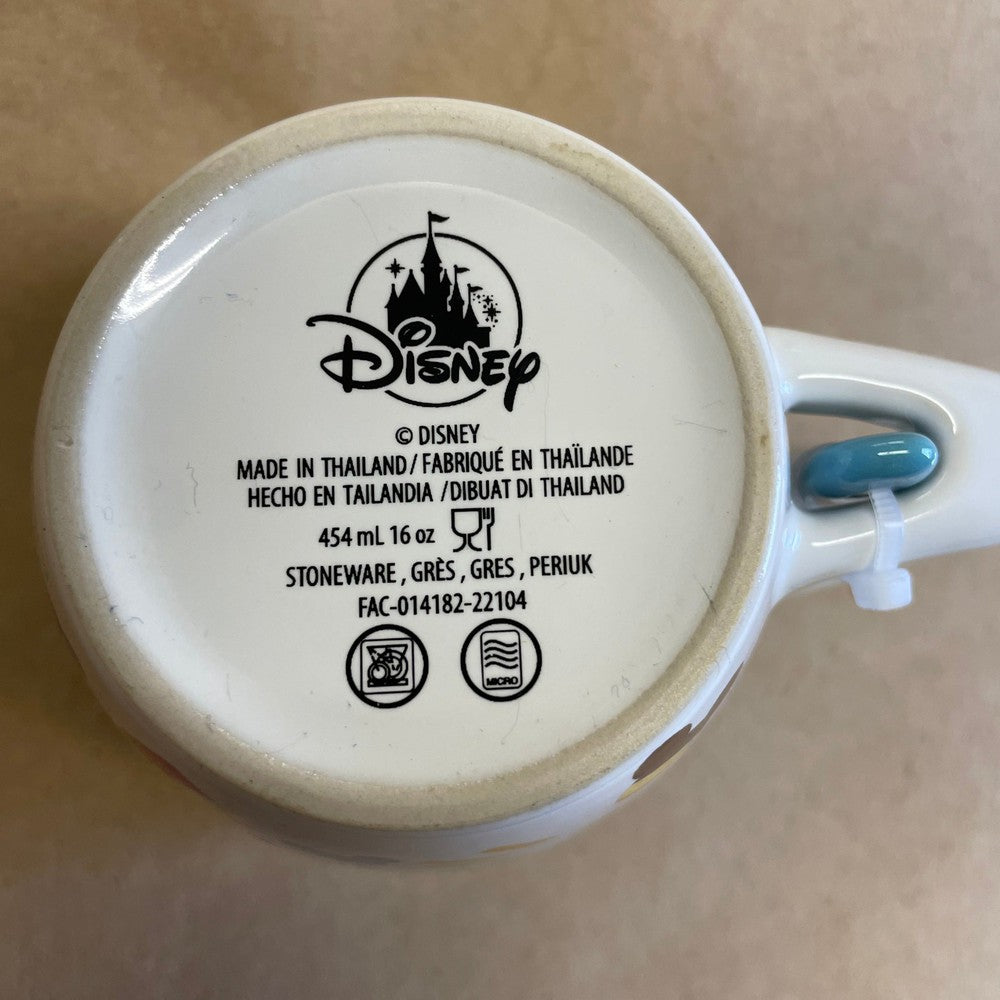 Disney
© DISNEY
MADE IN THAILAND / FABRIQUÉ EN THAÏLANDE
HECHO EN TAILANDIA / DIBUAT DI THAILAND
454 mL 16 oz
STONEWARE , GRÈS , GRES , PERIUK
FAC-014182-22104
MICRO